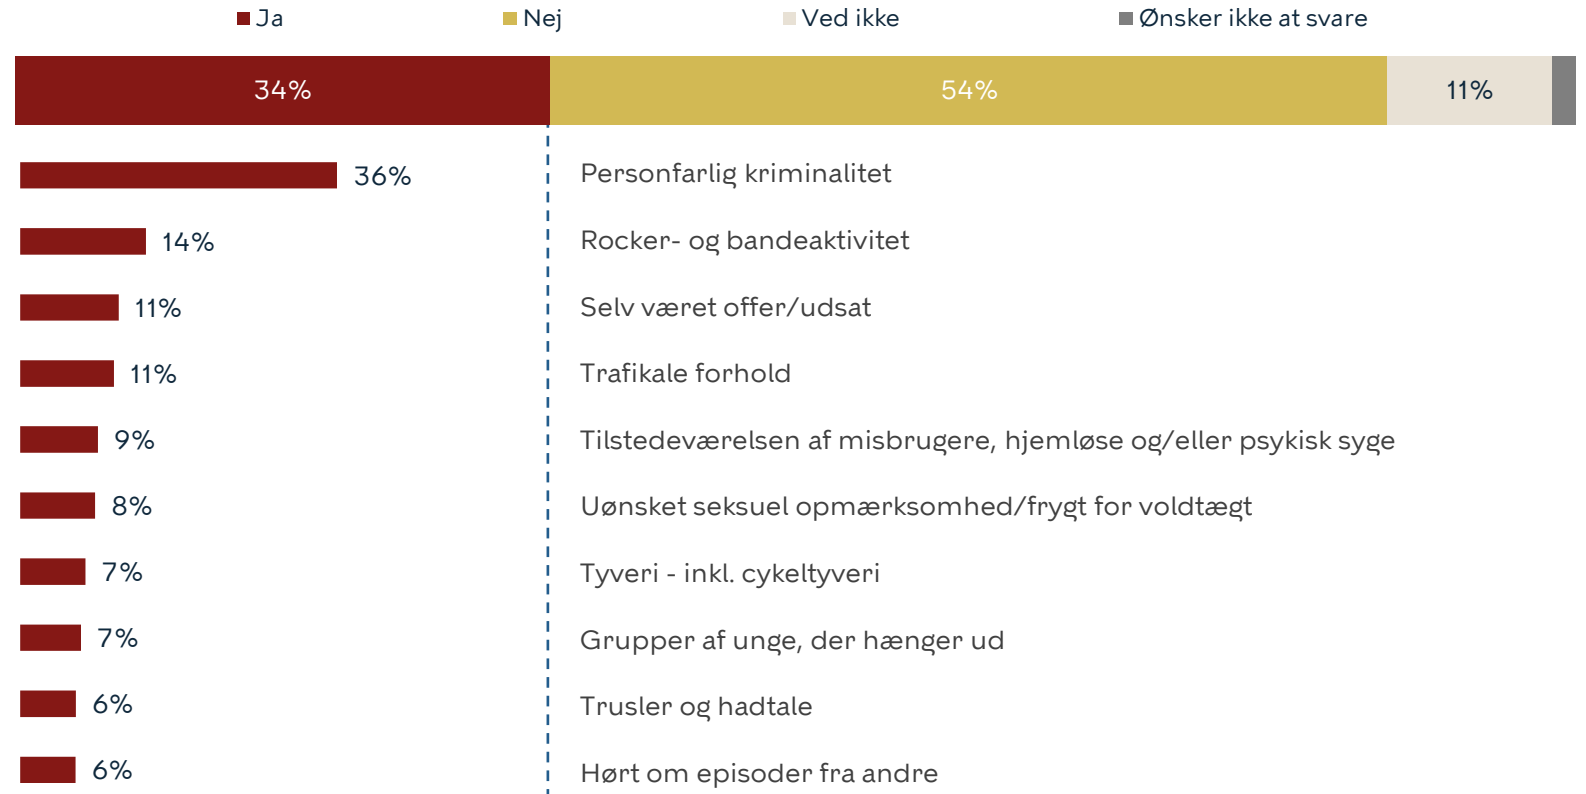 Ja Nej Ved ikke Ønsker ikke at svare
34% 54% 11%
36% Personfarlig kriminalitet
14% Rocker- og bandeaktivitet
11% Selv været offer/udsat
11% Trafikale forhold
9% Tilstedeværelsen af misbrugere, hjemløse og/eller psykisk syge
8% Uønsket seksuel opmærksomhed/frygt for voldtægt
7% Tyveri - inkl. cykeltyveri
7% Grupper af unge, der hænger ud
6% Trusler og hadtale
6% Hørt om episoder fra andre